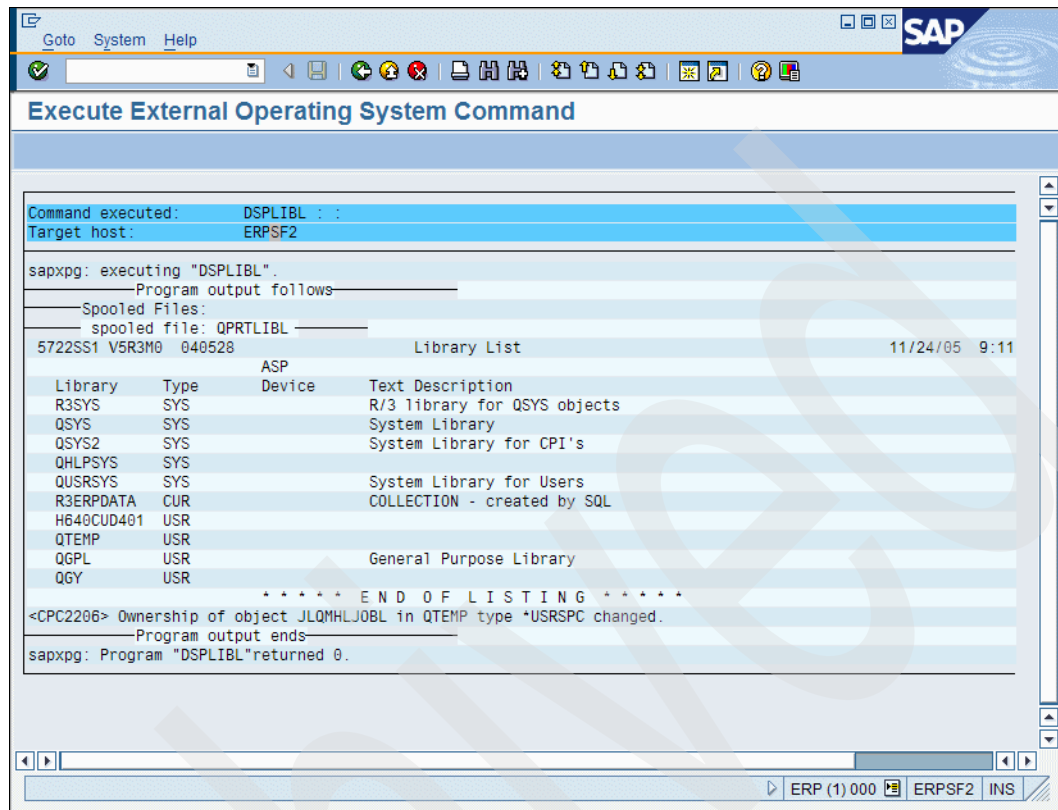 Goto System Help
SAP
Execute External Operating System Command
Command executed: DSPLIBL : :
Target host: ERPSF2
sapxpg: executing "DSPLIBL".
Program output follows
Spooled Files:
spooled file: QPRTLIBL
5722SS1 V5R3M0 040528 Library List 11/24/05 9:11
ASP
Library Type Device Text Description
R3SYS SYS R/3 library for QSYS objects
QSYS SYS System Library
QSYS2 SYS System Library for CPI's
QHLPSYS SYS
QUSRSYS SYS System Library for Users
R3ERPDATA CUR COLLECTION - created by SQL
H640CUD401 USR
QTEMP USR
QGPL USR General Purpose Library
QGY USR
* * * * * E N D O F L I S T I N G * * * * *
<CPC2206> Ownership of object JLQMHLJOBL in QTEMP type *USRSPC changed.
Program output ends
sapxpg: Program "DSPLIBL"returned 0.
ERP (1) 000 ERPSF2 INS